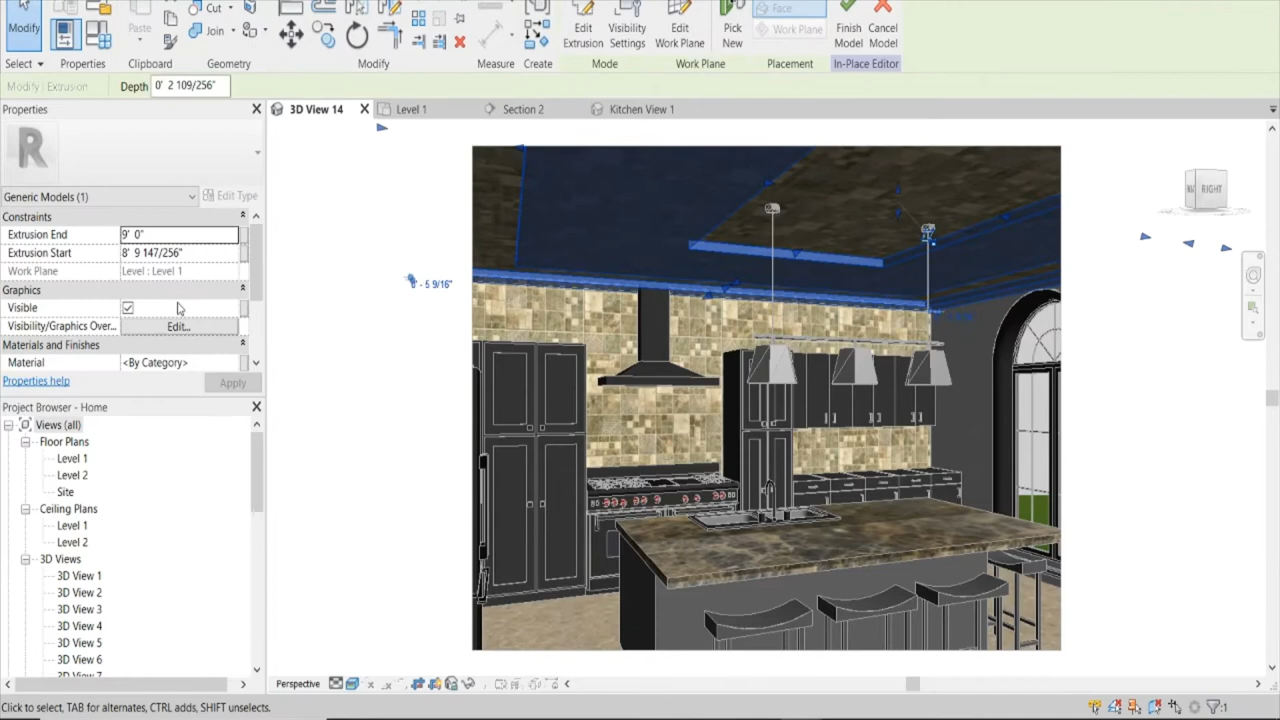 Cut
Join
Modify
Paste
Edit Extrusion
Visibility Settings
Edit Work Plane
Pick New
Face
Work Plane
Finish Model
Cancel Model
Select
Properties
Clipboard
Geometry
Modify
Measure
Create
Mode
Work Plane
Placement
In-Place Editor
Modify | Extrusion
Depth 0' 2 109/256"
Properties
3D View 14
Level 1
Section 2
Kitchen View 1
R
Generic Models (1)
Edit Type
Constraints
Extrusion End 9' 0"
Extrusion Start 8' 9 147/256"
Work Plane Level : Level 1
Graphics
Visible
Visibility/Graphics Over... Edit...
Materials and Finishes
Material <By Category>
Properties help
Apply
RIGHT
Project Browser - Home
Views (all)
Floor Plans
Level 1
Level 2
Site
Ceiling Plans
Level 1
Level 2
3D Views
3D View 1
3D View 2
3D View 3
3D View 4
3D View 5
3D View 6
3D View 7
Perspective
Click to select, TAB for alternates, CTRL adds, SHIFT unselects.
:1